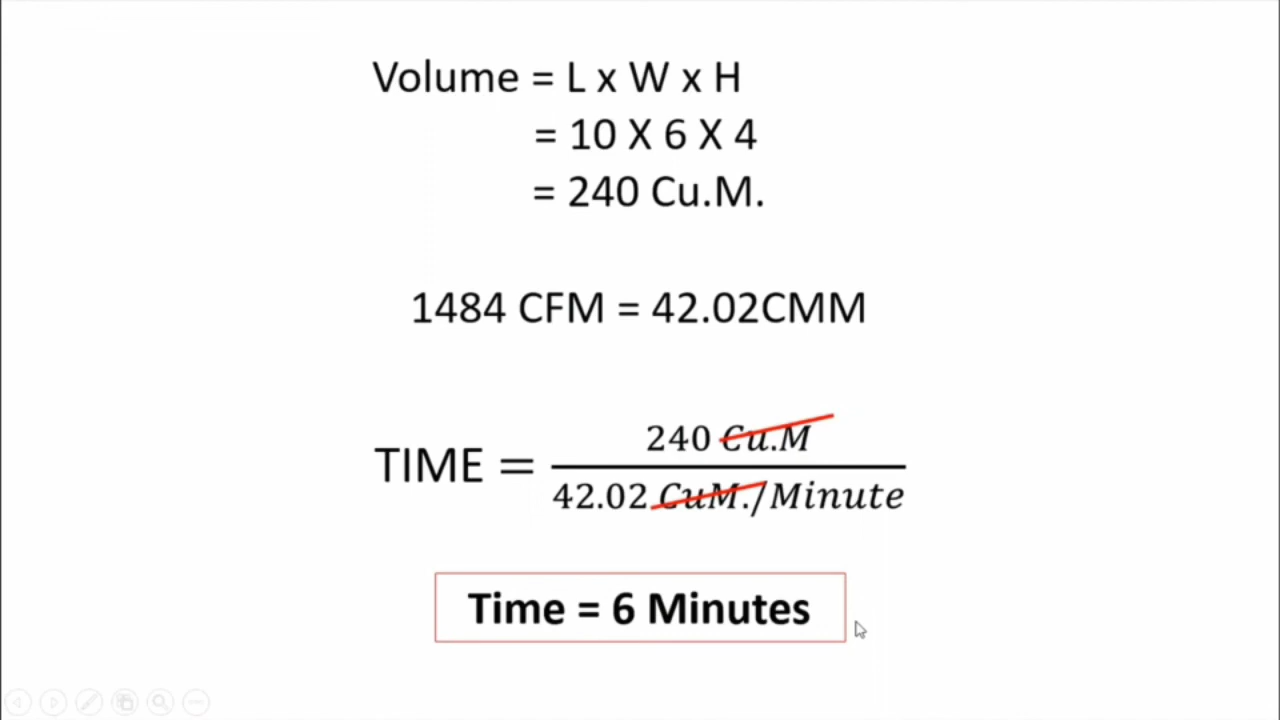 Volume = L x W x H
= 10 X 6 X 4
= 240 Cu.M.
1484 CFM = 42.02CMM
TIME = 240 Cu.M
42.02 CuM./Minute
Time = 6 Minutes